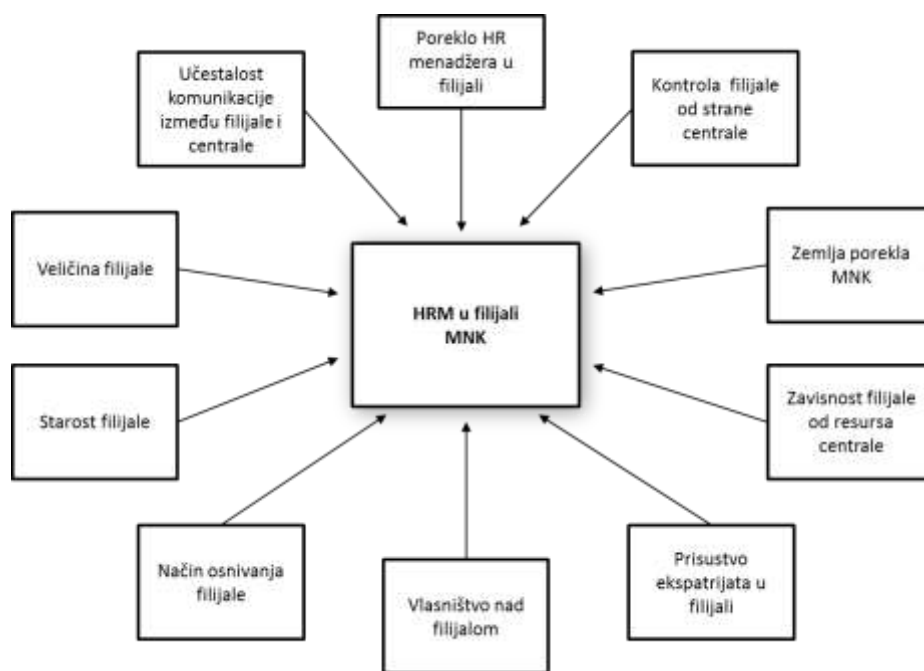 Poreklo HR
menadžera u
filijali
Učestalost
komunikacije
između filijale i
centrale
Kontrola filijale
od strane
centrale
Veličina filijale
Zemlja porekla
MNK
HRM u filijali
MNK
Starost filijale
Zavisnost filijale
od resursa
centrale
Način osnivanja
filijale
Vlasništvo nad
filijalom
Prisustvo
ekspatrijata u
filijali